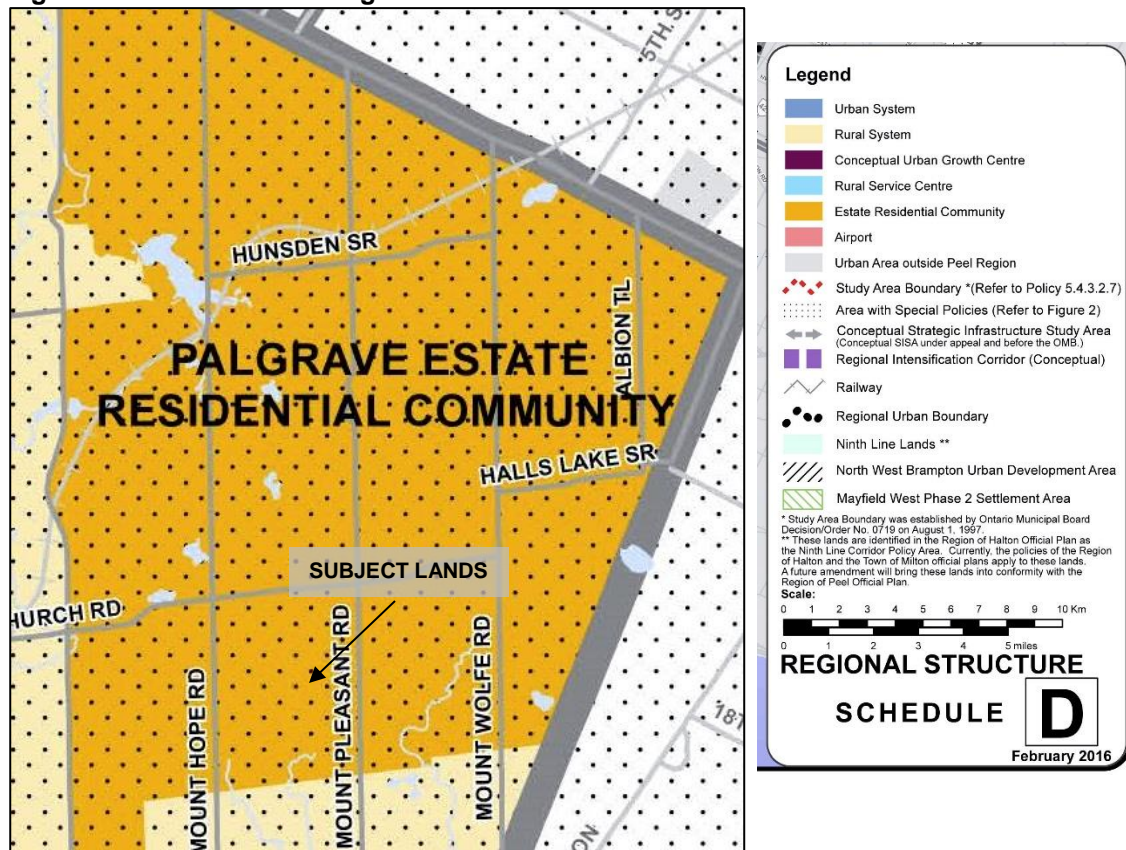 5TH. S
HUNSDEN SR
ALBION TL
PALGRAVE ESTATE
RESIDENTIAL COMMUNITY
HALLS LAKE SR
SUBJECT LANDS
HURCH RD
MOUNT HOPE RD
MOUNT PLEASANT RD
MOUNT WOLFE RD
18T
ON
Legend
Urban System
Rural System
Conceptual Urban Growth Centre
Rural Service Centre
Estate Residential Community
Airport
Urban Area outside Peel Region
Study Area Boundary *(Refer to Policy 5.4.3.2.7)
Area with Special Policies (Refer to Figure 2)
Conceptual Strategic Infrastructure Study Area
(Conceptual SISA under appeal and before the OMB.)
Regional Intensification Corridor (Conceptual)
Railway
Regional Urban Boundary
Ninth Line Lands **
North West Brampton Urban Development Area
Mayfield West Phase 2 Settlement Area
* Study Area Boundary was established by Ontario Municipal Board
Decision/Order No. 0719 on August 1, 1997.
** These lands are identified in the Region of Halton Official Plan as
the Ninth Line Corridor Policy Area. Currently, the policies of the Region
of Halton and the Town of Milton official plans apply to these lands.
A future amendment will bring these lands into conformity with the
Region of Peel Official Plan.
Scale:
0 1 2 3 4 5 6 7 8 9 10 Km
0 1 2 3 4 5 miles
REGIONAL STRUCTURE
SCHEDULE D
February 2016